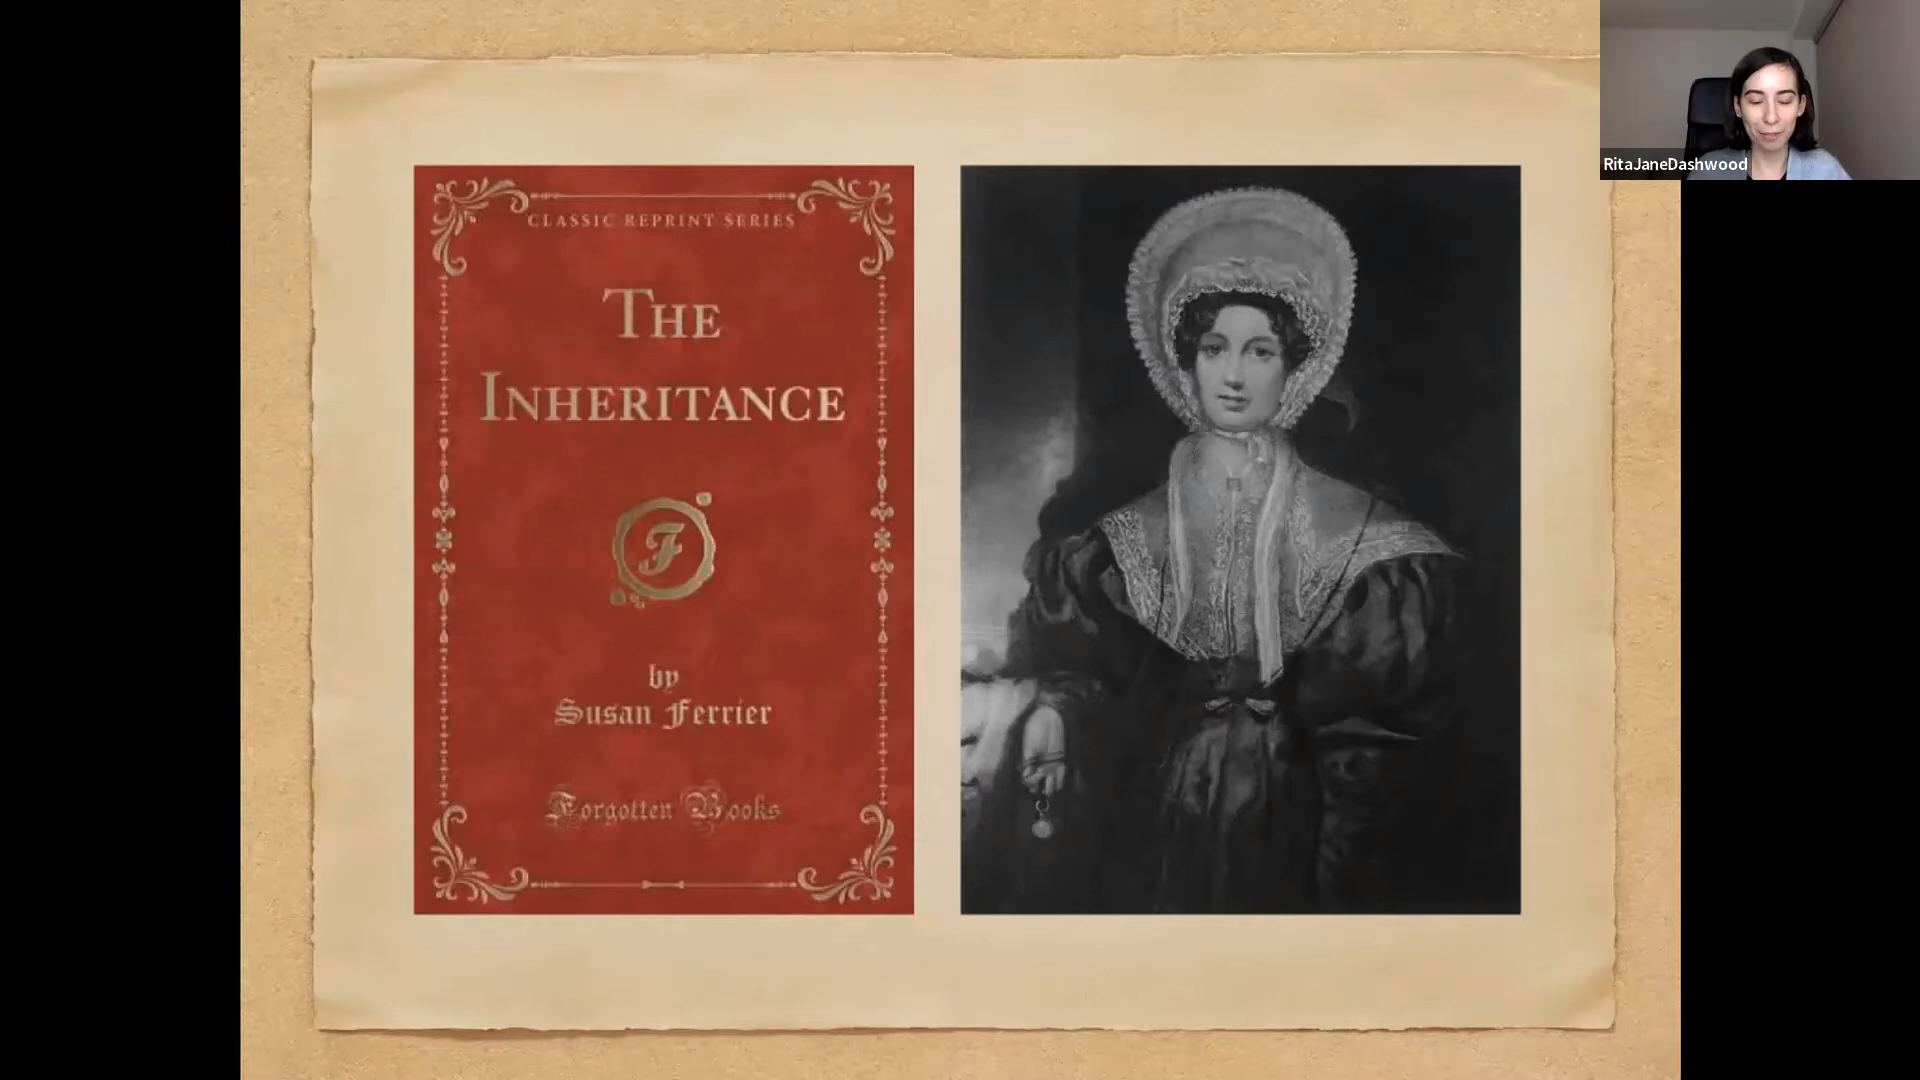 CLASSIC REPRINT SERIES
THE
INHERITANCE
F
by
Susan Ferrier
Forgotten Books
RitaJaneDashwood